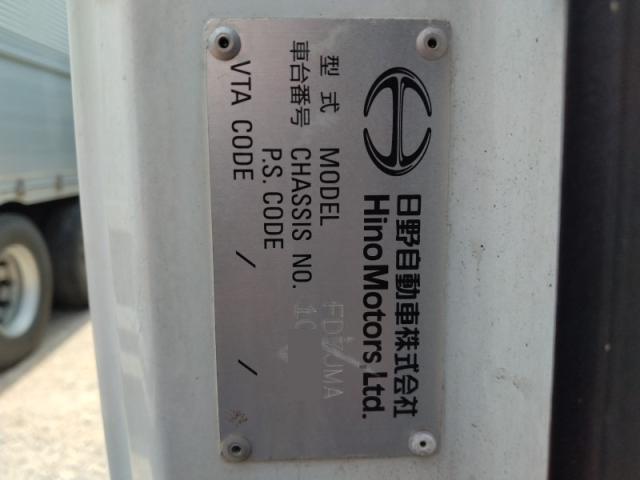 日野自動車株式会社
Hino Motors, Ltd.
型式 MODEL
車台番号 CHASSIS NO.
P.S. CODE /
VTA CODE /